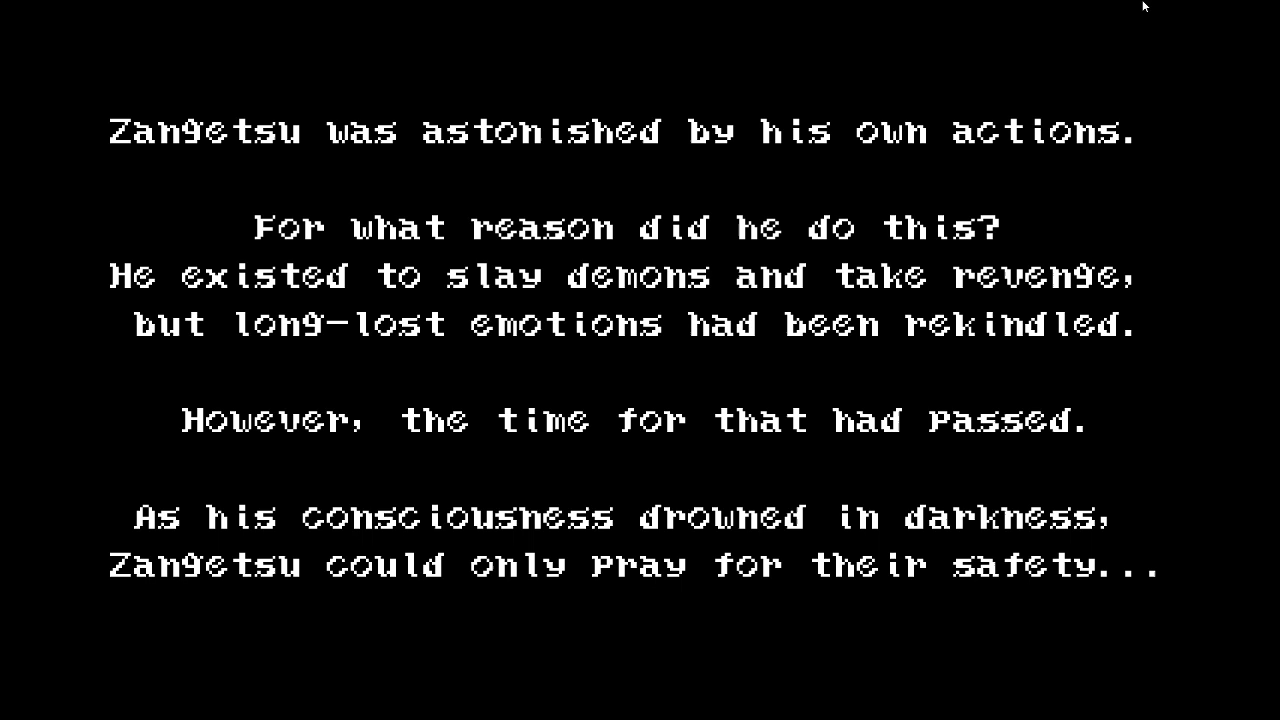 Zangetsu was astonished by his own actions.
For what reason did he do this?
He existed to slay demons and take revenge,
but long-lost emotions had been rekindled.
However, the time for that had passed.
As his consciousness drowned in darkness,
Zangetsu could only pray for their safety...